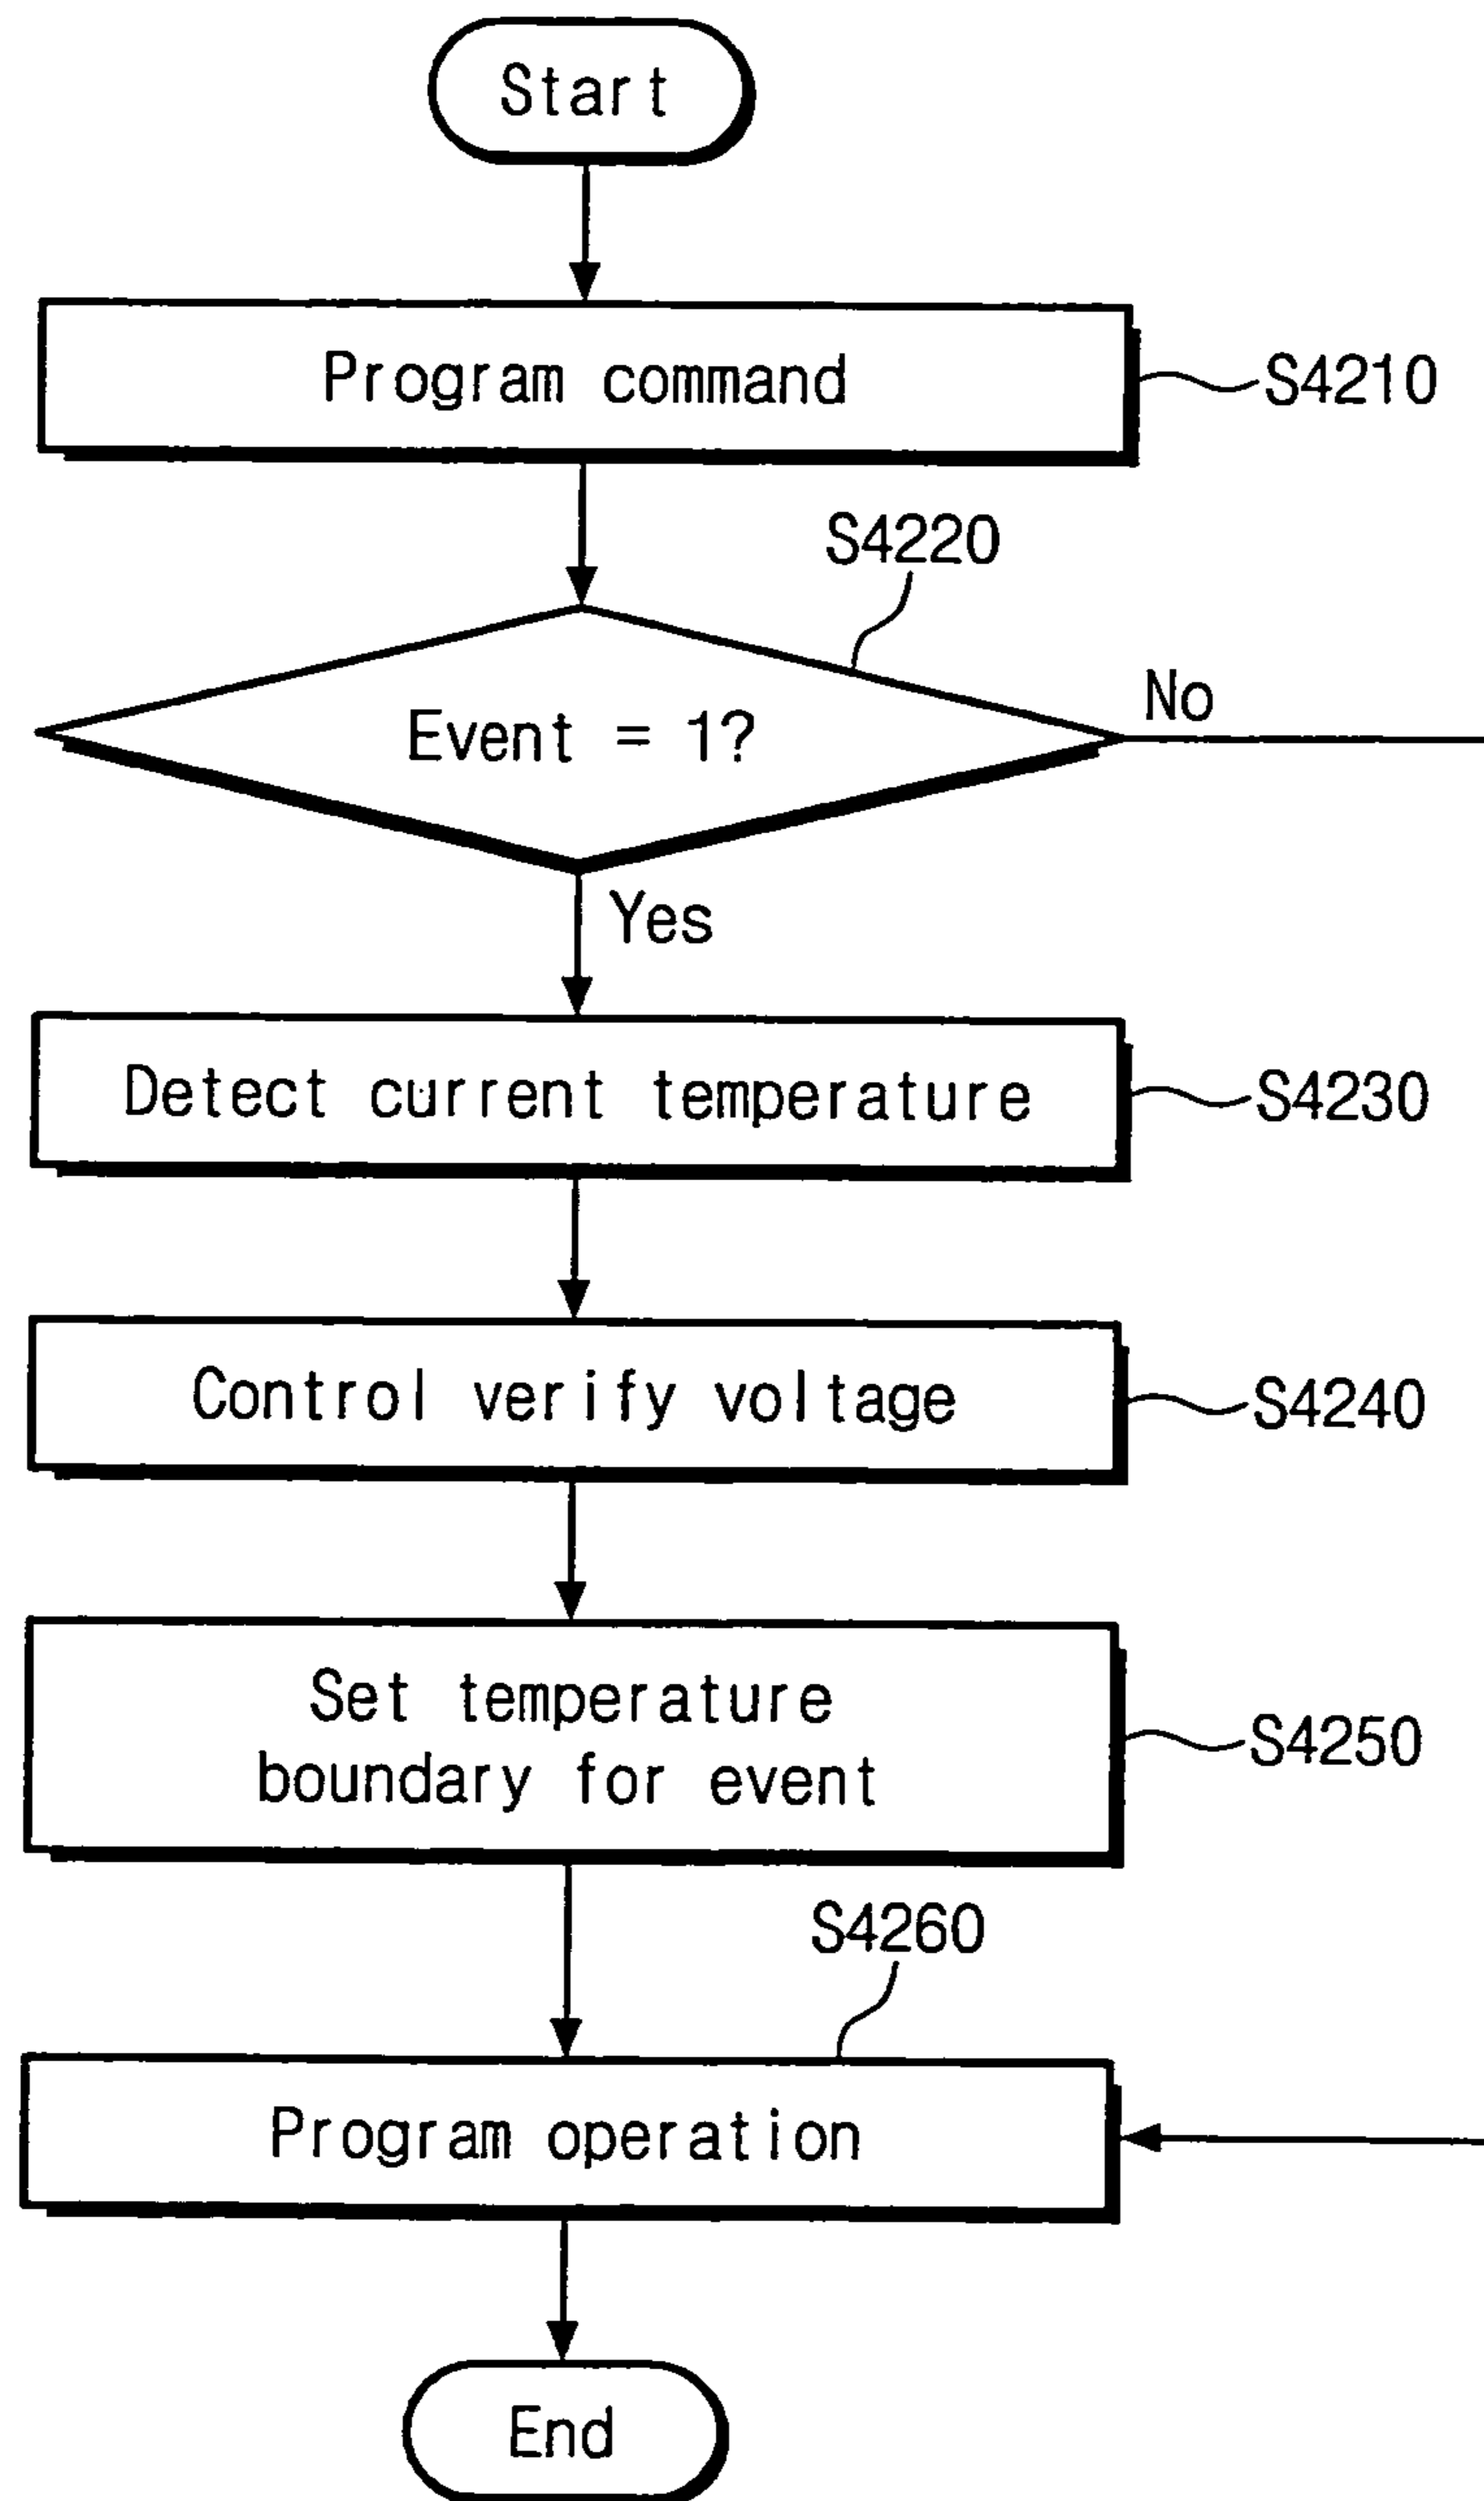 Start
Program command
S4210
S4220
Event = 1?
No
Yes
Detect current temperature
S4230
Control verify voltage
S4240
Set temperature
boundary for event
S4250
S4260
Program operation
End